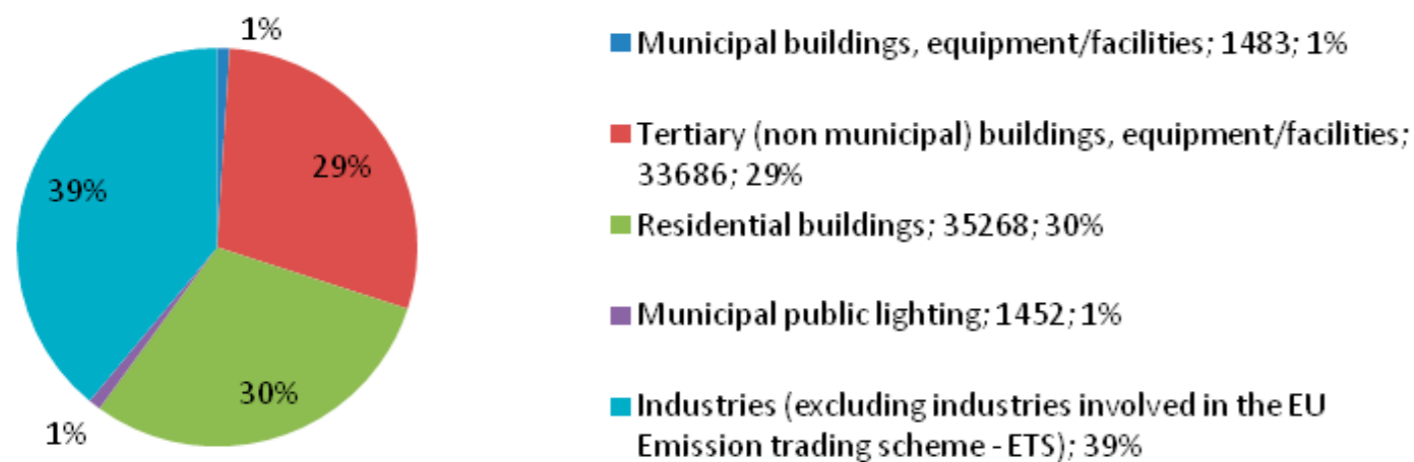 1%
29%
39%
30%
1%
Municipal buildings, equipment/facilities; 1483; 1%
Tertiary (non municipal) buildings, equipment/facilities;
33686; 29%
Residential buildings; 35268; 30%
Municipal public lighting; 1452; 1%
Industries (excluding industries involved in the EU
Emission trading scheme - ETS); 39%